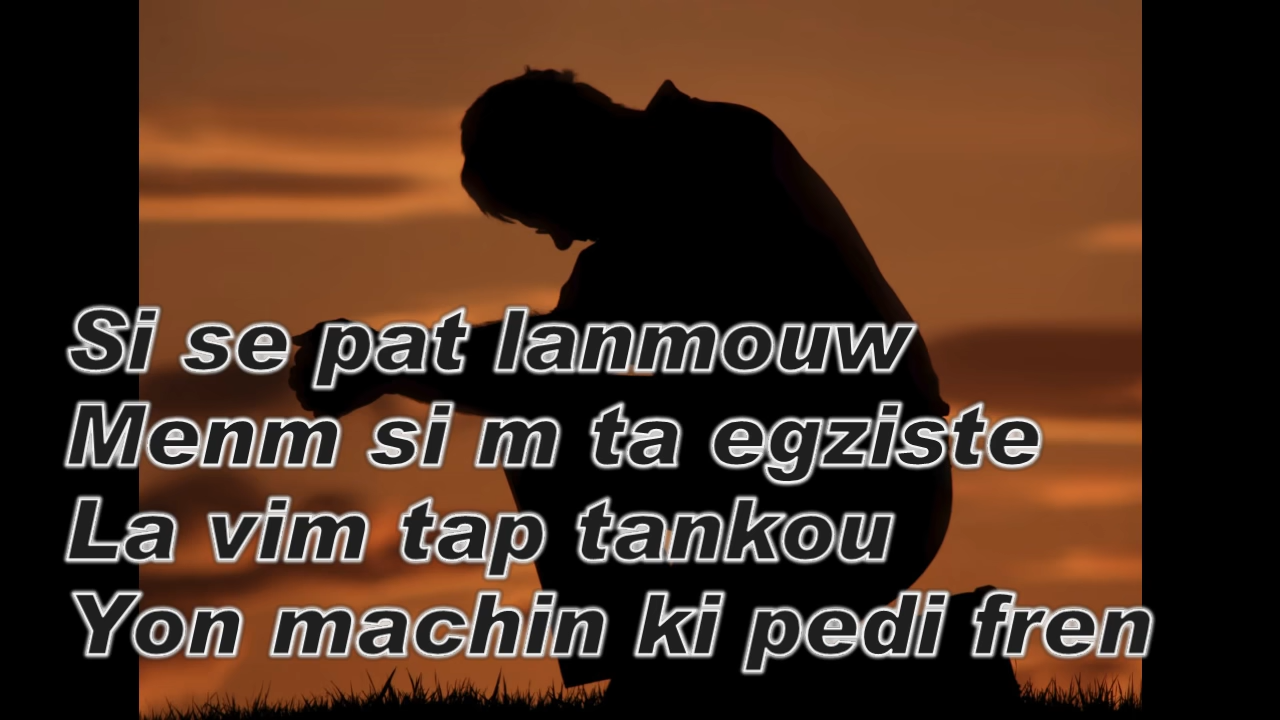 Si se pat lanmouw
Menm si m ta egziste
La vim tap tankou
Yon machin ki pedi fren